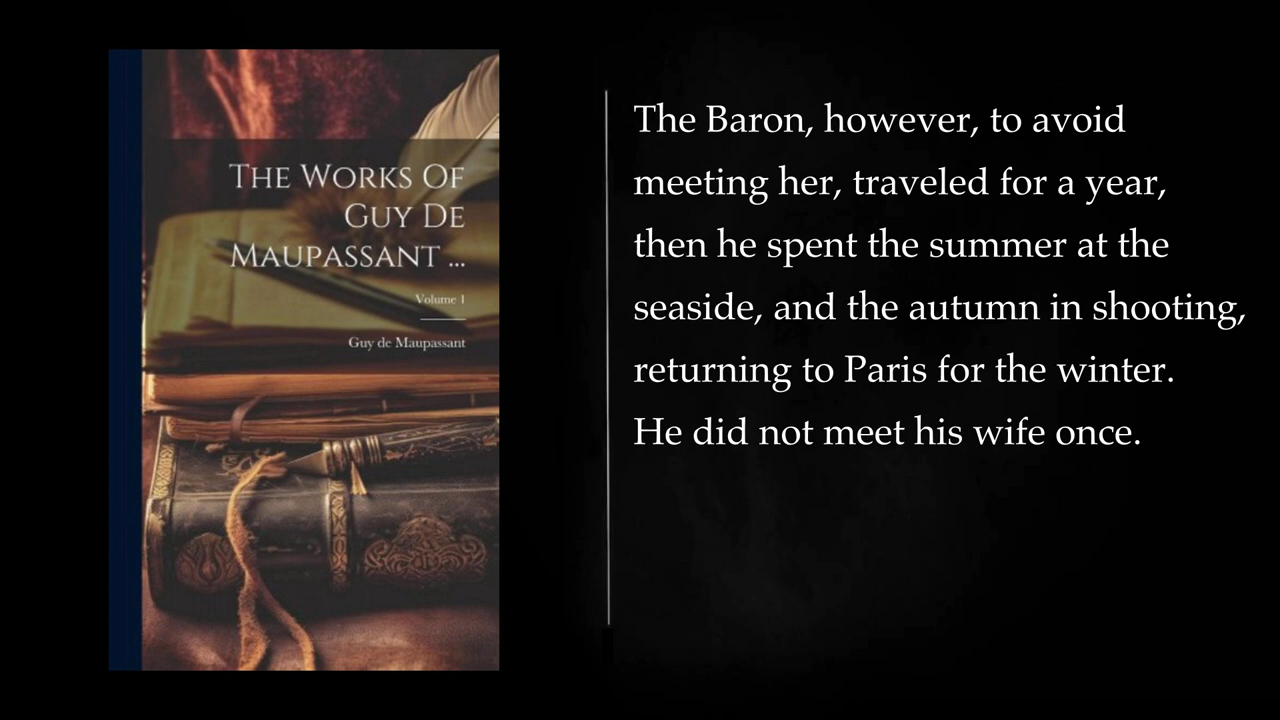 The Works Of
Guy De
Maupassant ...
Volume 1
Guy de Maupassant
The Baron, however, to avoid
meeting her, traveled for a year,
then he spent the summer at the
seaside, and the autumn in shooting,
returning to Paris for the winter.
He did not meet his wife once.